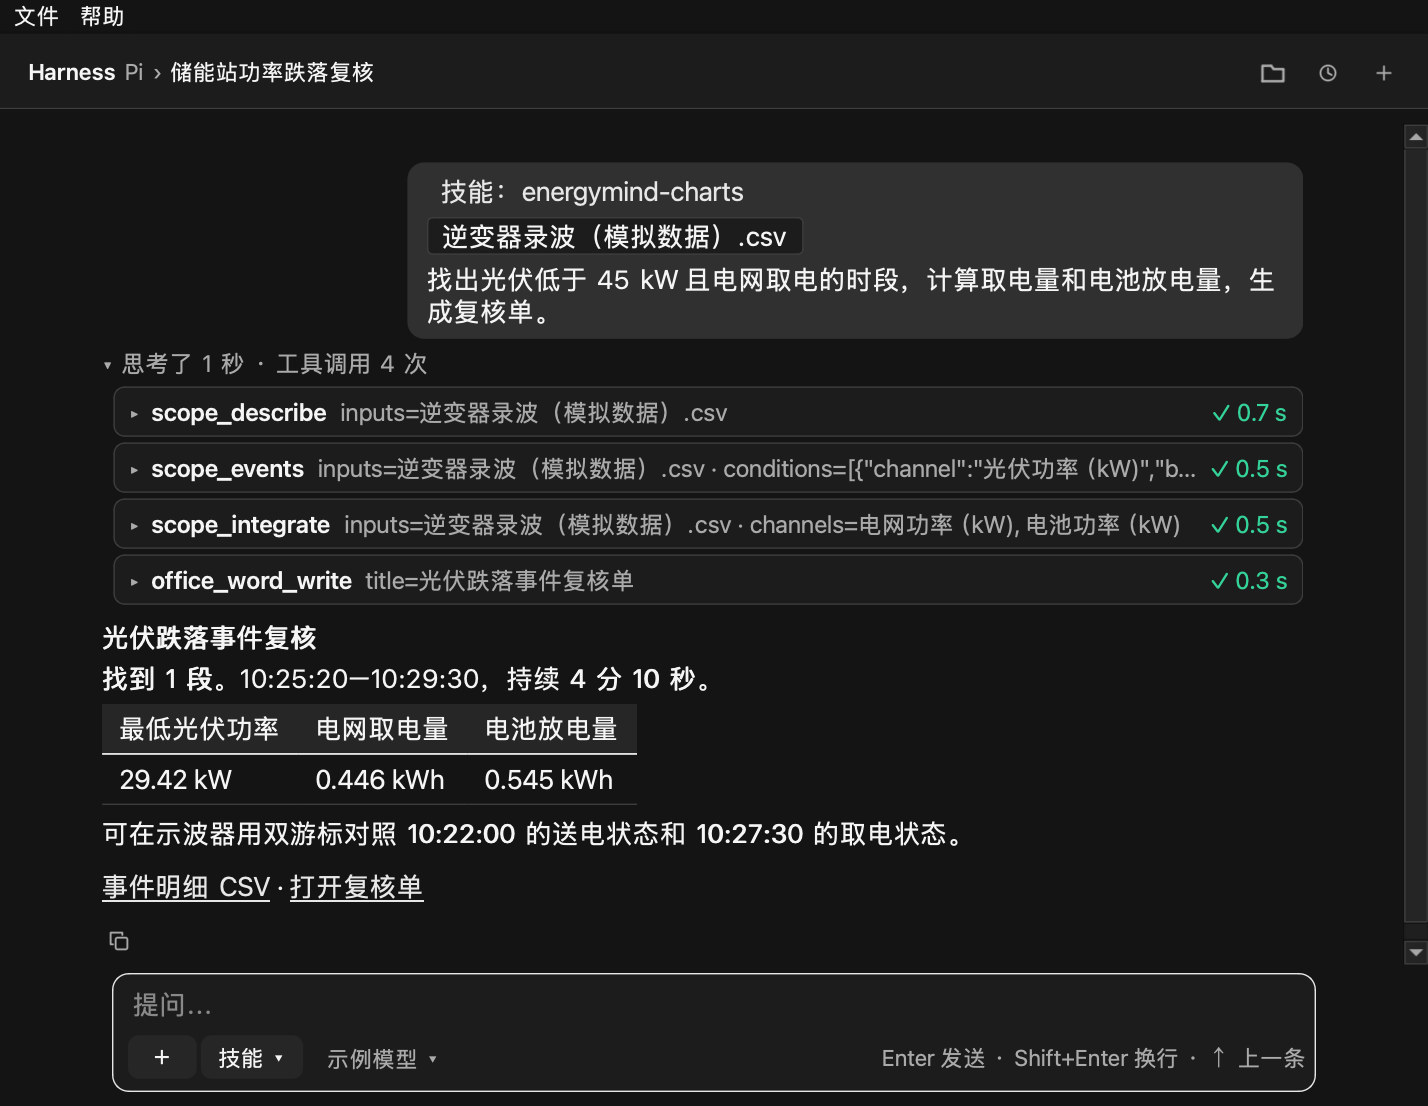 文件 帮助
Harness Pi › 储能站功率跌落复核
技能：energymind-charts
逆变器录波（模拟数据）.csv
找出光伏低于 45 kW 且电网取电的时段，计算取电量和电池放电量，生
成复核单。
思考了 1 秒 · 工具调用 4 次
scope_describe inputs=逆变器录波（模拟数据）.csv ✓ 0.7 s
scope_events inputs=逆变器录波（模拟数据）.csv · conditions=[{"channel":"光伏功率 (kW)","b... ✓ 0.5 s
scope_integrate inputs=逆变器录波（模拟数据）.csv · channels=电网功率 (kW), 电池功率 (kW) ✓ 0.5 s
office_word_write title=光伏跌落事件复核单 ✓ 0.3 s
光伏跌落事件复核
找到 1 段。10:25:20—10:29:30，持续 4 分 10 秒。
最低光伏功率 电网取电量 电池放电量
29.42 kW 0.446 kWh 0.545 kWh
可在示波器用双游标对照 10:22:00 的送电状态和 10:27:30 的取电状态。
事件明细 CSV · 打开复核单
提问...
+ 技能 ▾ 示例模型 ▾ Enter 发送 · Shift+Enter 换行 · ↑ 上一条